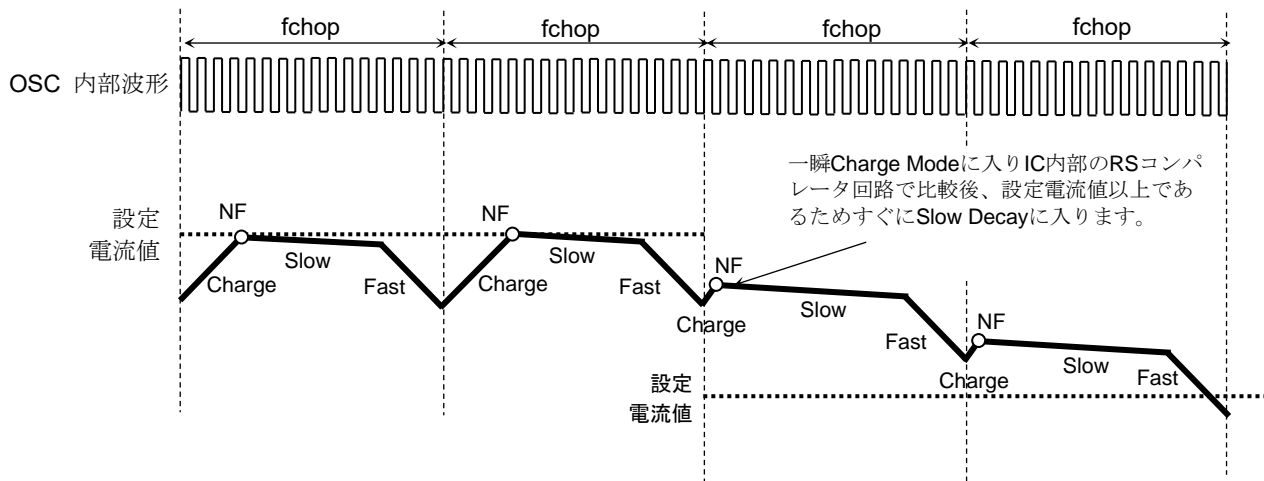 fchop
fchop
fchop
fchop
OSC 内部波形
一瞬Charge Modeに入りIC内部のRSコンパ
レータ回路で比較後、設定電流値以上であ
るためすぐにSlow Decayに入ります。
設定
電流値
NF
Charge
Slow
Fast
NF
Charge
Slow
Fast
NF
Charge
Slow
Fast
NF
Charge
Slow
Fast
設定
電流値